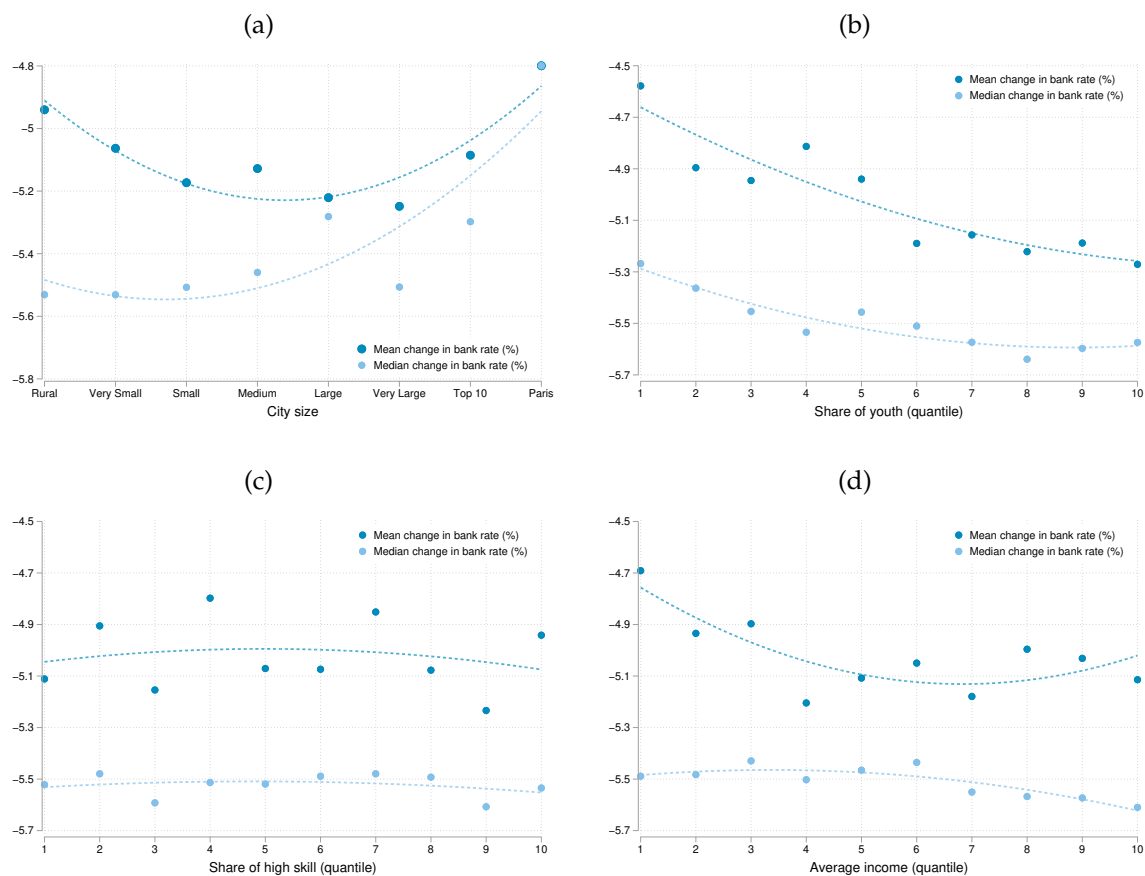 (a)
−4.8
−5
−5.2
−5.4
−5.6
−5.8
Mean change in bank rate (%)
Median change in bank rate (%)
Rural Very Small Small Medium Large Very Large Top 10 Paris
City size
(b)
−4.5
−4.7
−4.9
−5.1
−5.3
−5.5
−5.7
Mean change in bank rate (%)
Median change in bank rate (%)
1 2 3 4 5 6 7 8 9 10
Share of youth (quantile)
(c)
−4.5
−4.7
−4.9
−5.1
−5.3
−5.5
−5.7
Mean change in bank rate (%)
Median change in bank rate (%)
1 2 3 4 5 6 7 8 9 10
Share of high skill (quantile)
(d)
−4.5
−4.7
−4.9
−5.1
−5.3
−5.5
−5.7
Mean change in bank rate (%)
Median change in bank rate (%)
1 2 3 4 5 6 7 8 9 10
Average income (quantile)